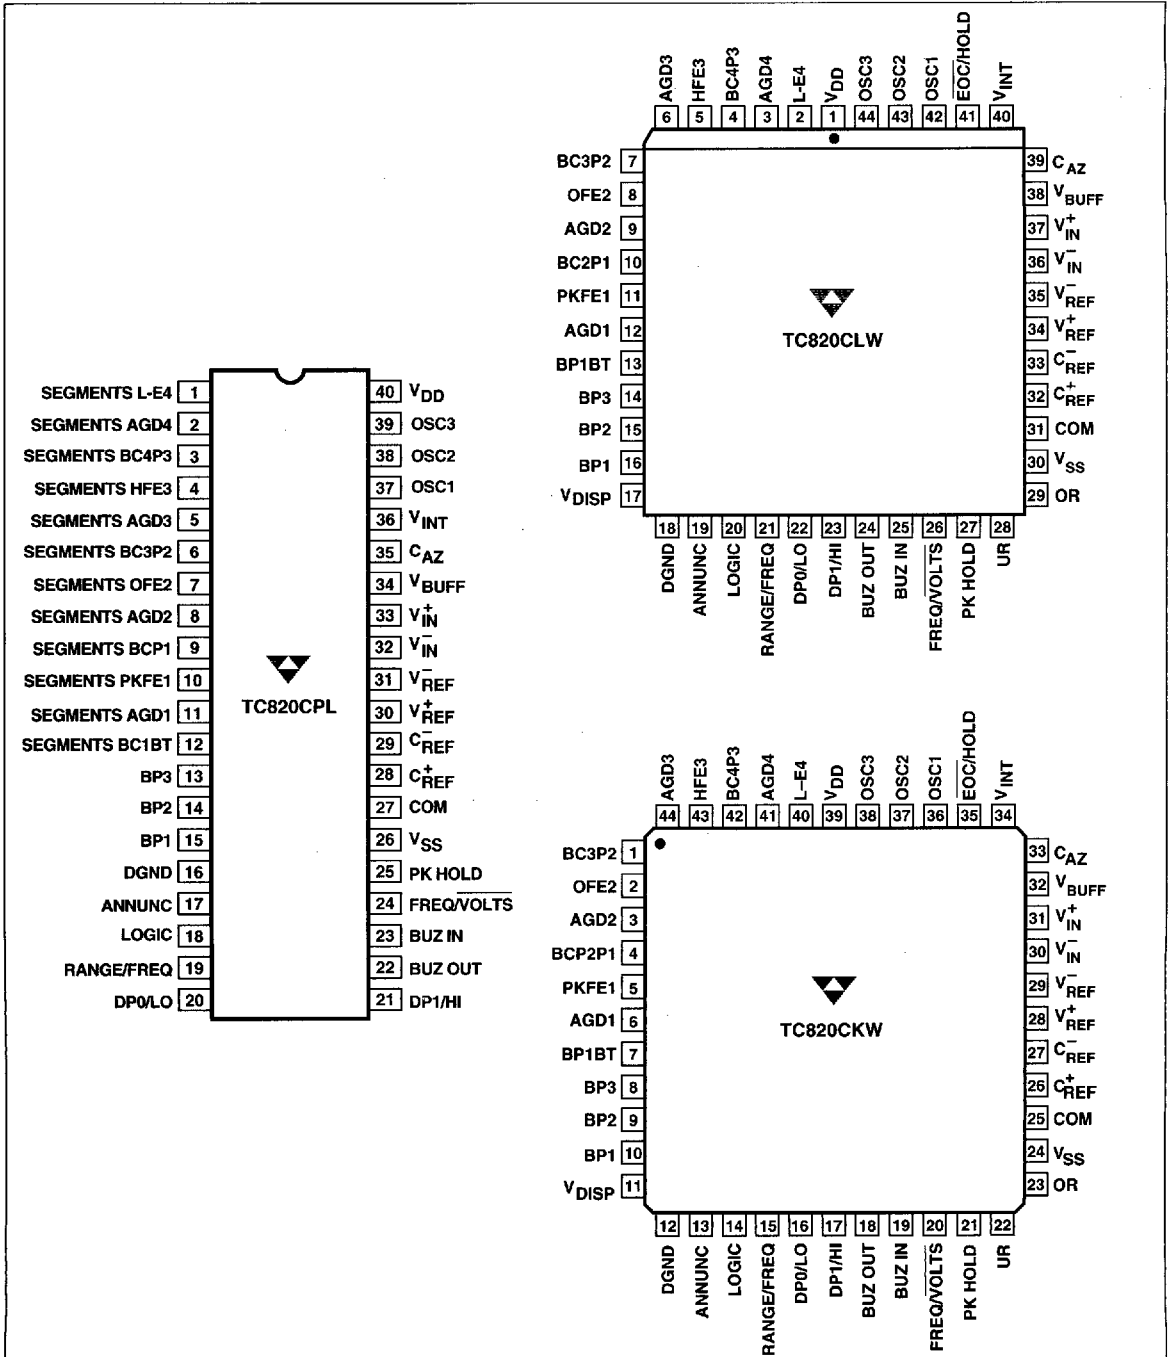 AGD3 HFE3 BC4P3 AGD4 L-E4 VDD OSC3 OSC2 OSC1 EOC/HOLD VINT
6 5 4 3 2 1 44 43 42 41 40
BC3P2 7
OFE2 8
AGD2 9
BC2P1 10
PKFE1 11
AGD1 12
BP1BT 13
BP3 14
BP2 15
BP1 16
VDISP 17
39 CAZ
38 VBUFF
37 V+IN
36 V-IN
35 V-REF
34 V+REF
33 C-REF
32 C+REF
31 COM
30 VSS
29 OR
TC820CLW
18 19 20 21 22 23 24 25 26 27 28
DGND ANNUNC LOGIC RANGE/FREQ DP0/LO DP1/HI BUZ OUT BUZ IN FREQ/VOLTS PK HOLD UR
SEGMENTS L-E4 1
SEGMENTS AGD4 2
SEGMENTS BC4P3 3
SEGMENTS HFE3 4
SEGMENTS AGD3 5
SEGMENTS BC3P2 6
SEGMENTS OFE2 7
SEGMENTS AGD2 8
SEGMENTS BCP1 9
SEGMENTS PKFE1 10
SEGMENTS AGD1 11
SEGMENTS BC1BT 12
BP3 13
BP2 14
BP1 15
DGND 16
ANNUNC 17
LOGIC 18
RANGE/FREQ 19
DP0/LO 20
TC820CPL
40 VDD
39 OSC3
38 OSC2
37 OSC1
36 VINT
35 CAZ
34 VBUFF
33 V+IN
32 V-IN
31 V-REF
30 V+REF
29 C-REF
28 C+REF
27 COM
26 VSS
25 PK HOLD
24 FREQ/VOLTS
23 BUZ IN
22 BUZ OUT
21 DP1/HI
AGD3 HFE3 BC4P3 AGD4 L-E4 VDD OSC3 OSC2 OSC1 EOC/HOLD VINT
44 43 42 41 40 39 38 37 36 35 34
BC3P2 1
OFE2 2
AGD2 3
BCP2P1 4
PKFE1 5
AGD1 6
BP1BT 7
BP3 8
BP2 9
BP1 10
VDISP 11
33 CAZ
32 VBUFF
31 V+IN
30 V-IN
29 V-REF
28 V+REF
27 C-REF
26 C+REF
25 COM
24 VSS
23 OR
TC820CKW
12 13 14 15 16 17 18 19 20 21 22
DGND ANNUNC LOGIC RANGE/FREQ DP0/LO DP1/HI BUZ OUT BUZ IN FREQ/VOLTS PK HOLD UR